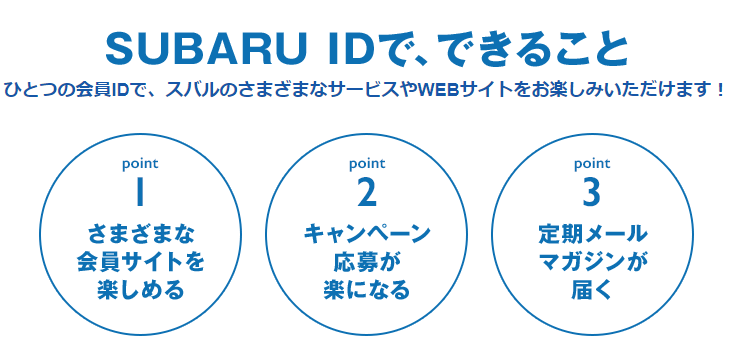 SUBARU IDで、できること
ひとつの会員IDで、スバルのさまざまなサービスやWEBサイトをお楽しみいただけます！
point
1
さまざまな
会員サイトを
楽しめる
point
2
キャンペーン
応募が
楽になる
point
3
定期メール
マガジンが
届く